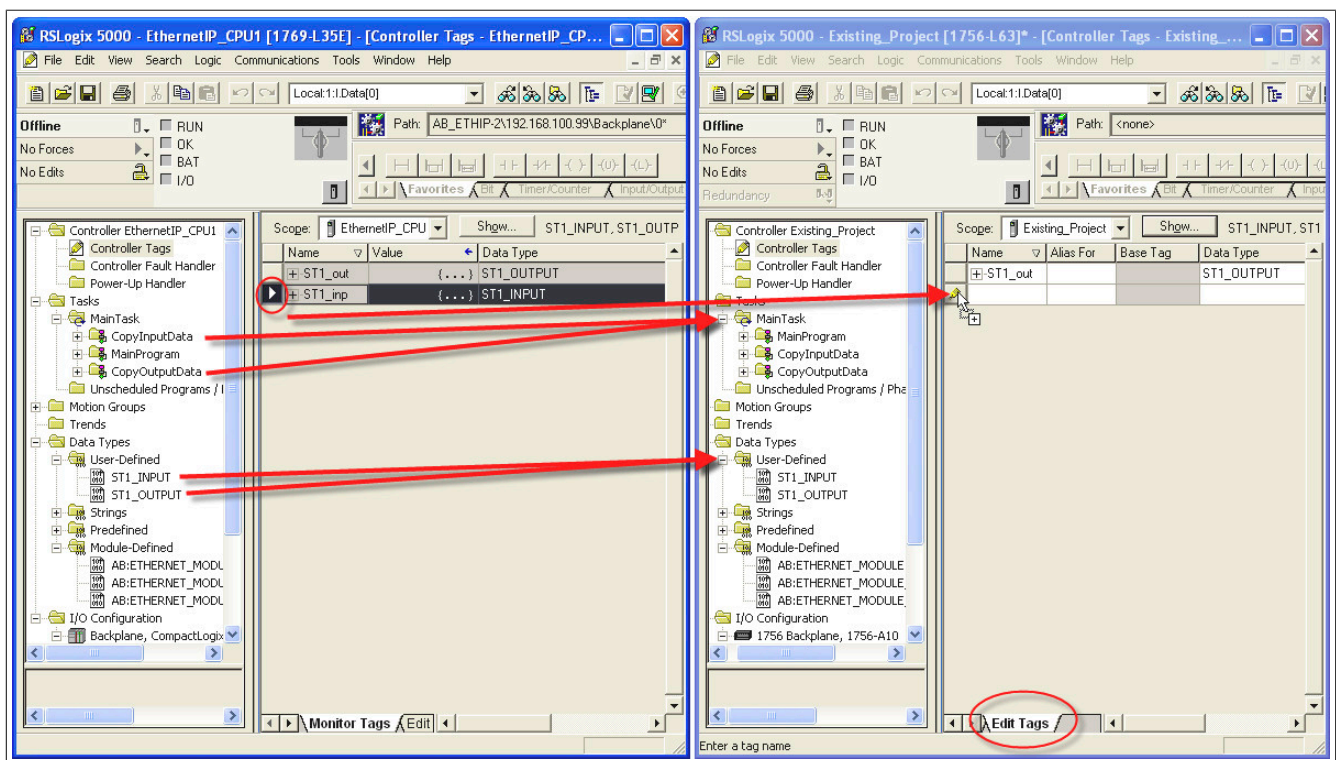 RSLogix 5000 - EthernetIP_CPU1 [1769-L35E] - [Controller Tags - EthernetIP_CP...
File Edit View Search Logic Communications Tools Window Help
Local:1:I.Data[0]
Offline
RUN
Path: AB_ETHIP-2\192.168.100.99\Backplane\0*
No Forces
OK
No Edits
BAT
I/O
Favorites Bit Timer/Counter Input/Output
Controller EthernetIP_CPU1
Controller Tags
Controller Fault Handler
Power-Up Handler
Tasks
MainTask
CopyInputData
MainProgram
CopyOutputData
Unscheduled Programs /
Motion Groups
Trends
Data Types
User-Defined
ST1_INPUT
ST1_OUTPUT
Strings
Predefined
Module-Defined
AB:ETHERNET_MODU
AB:ETHERNET_MODU
AB:ETHERNET_MODU
I/O Configuration
Backplane, CompactLogix
Scope: EthernetIP_CPU Show... ST1_INPUT, ST1_OUTP
Name Value Data Type
ST1_out {...} ST1_OUTPUT
ST1_inp {...} ST1_INPUT
Monitor Tags Edit
RSLogix 5000 - Existing_Project [1756-L63]* - [Controller Tags - Existing_...
File Edit View Search Logic Communications Tools Window Help
Local:1:I.Data[0]
Offline
RUN
Path: <none>
No Forces
OK
No Edits
BAT
Redundancy
I/O
Favorites Bit Timer/Counter Inpu
Controller Existing_Project
Controller Tags
Controller Fault Handler
Power-Up Handler
Tasks
MainTask
MainProgram
CopyInputData
CopyOutputData
Unscheduled Programs / Pha
Motion Groups
Trends
Data Types
User-Defined
ST1_INPUT
ST1_OUTPUT
Strings
Predefined
Module-Defined
AB:ETHERNET_MODULE
AB:ETHERNET_MODULE_
AB:ETHERNET_MODULE_
I/O Configuration
1756 Backplane, 1756-A10
Scope: Existing_Project Show... ST1_INPUT, ST1
Name Alias For Base Tag Data Type
ST1_out ST1_OUTPUT
Edit Tags
Enter a tag name